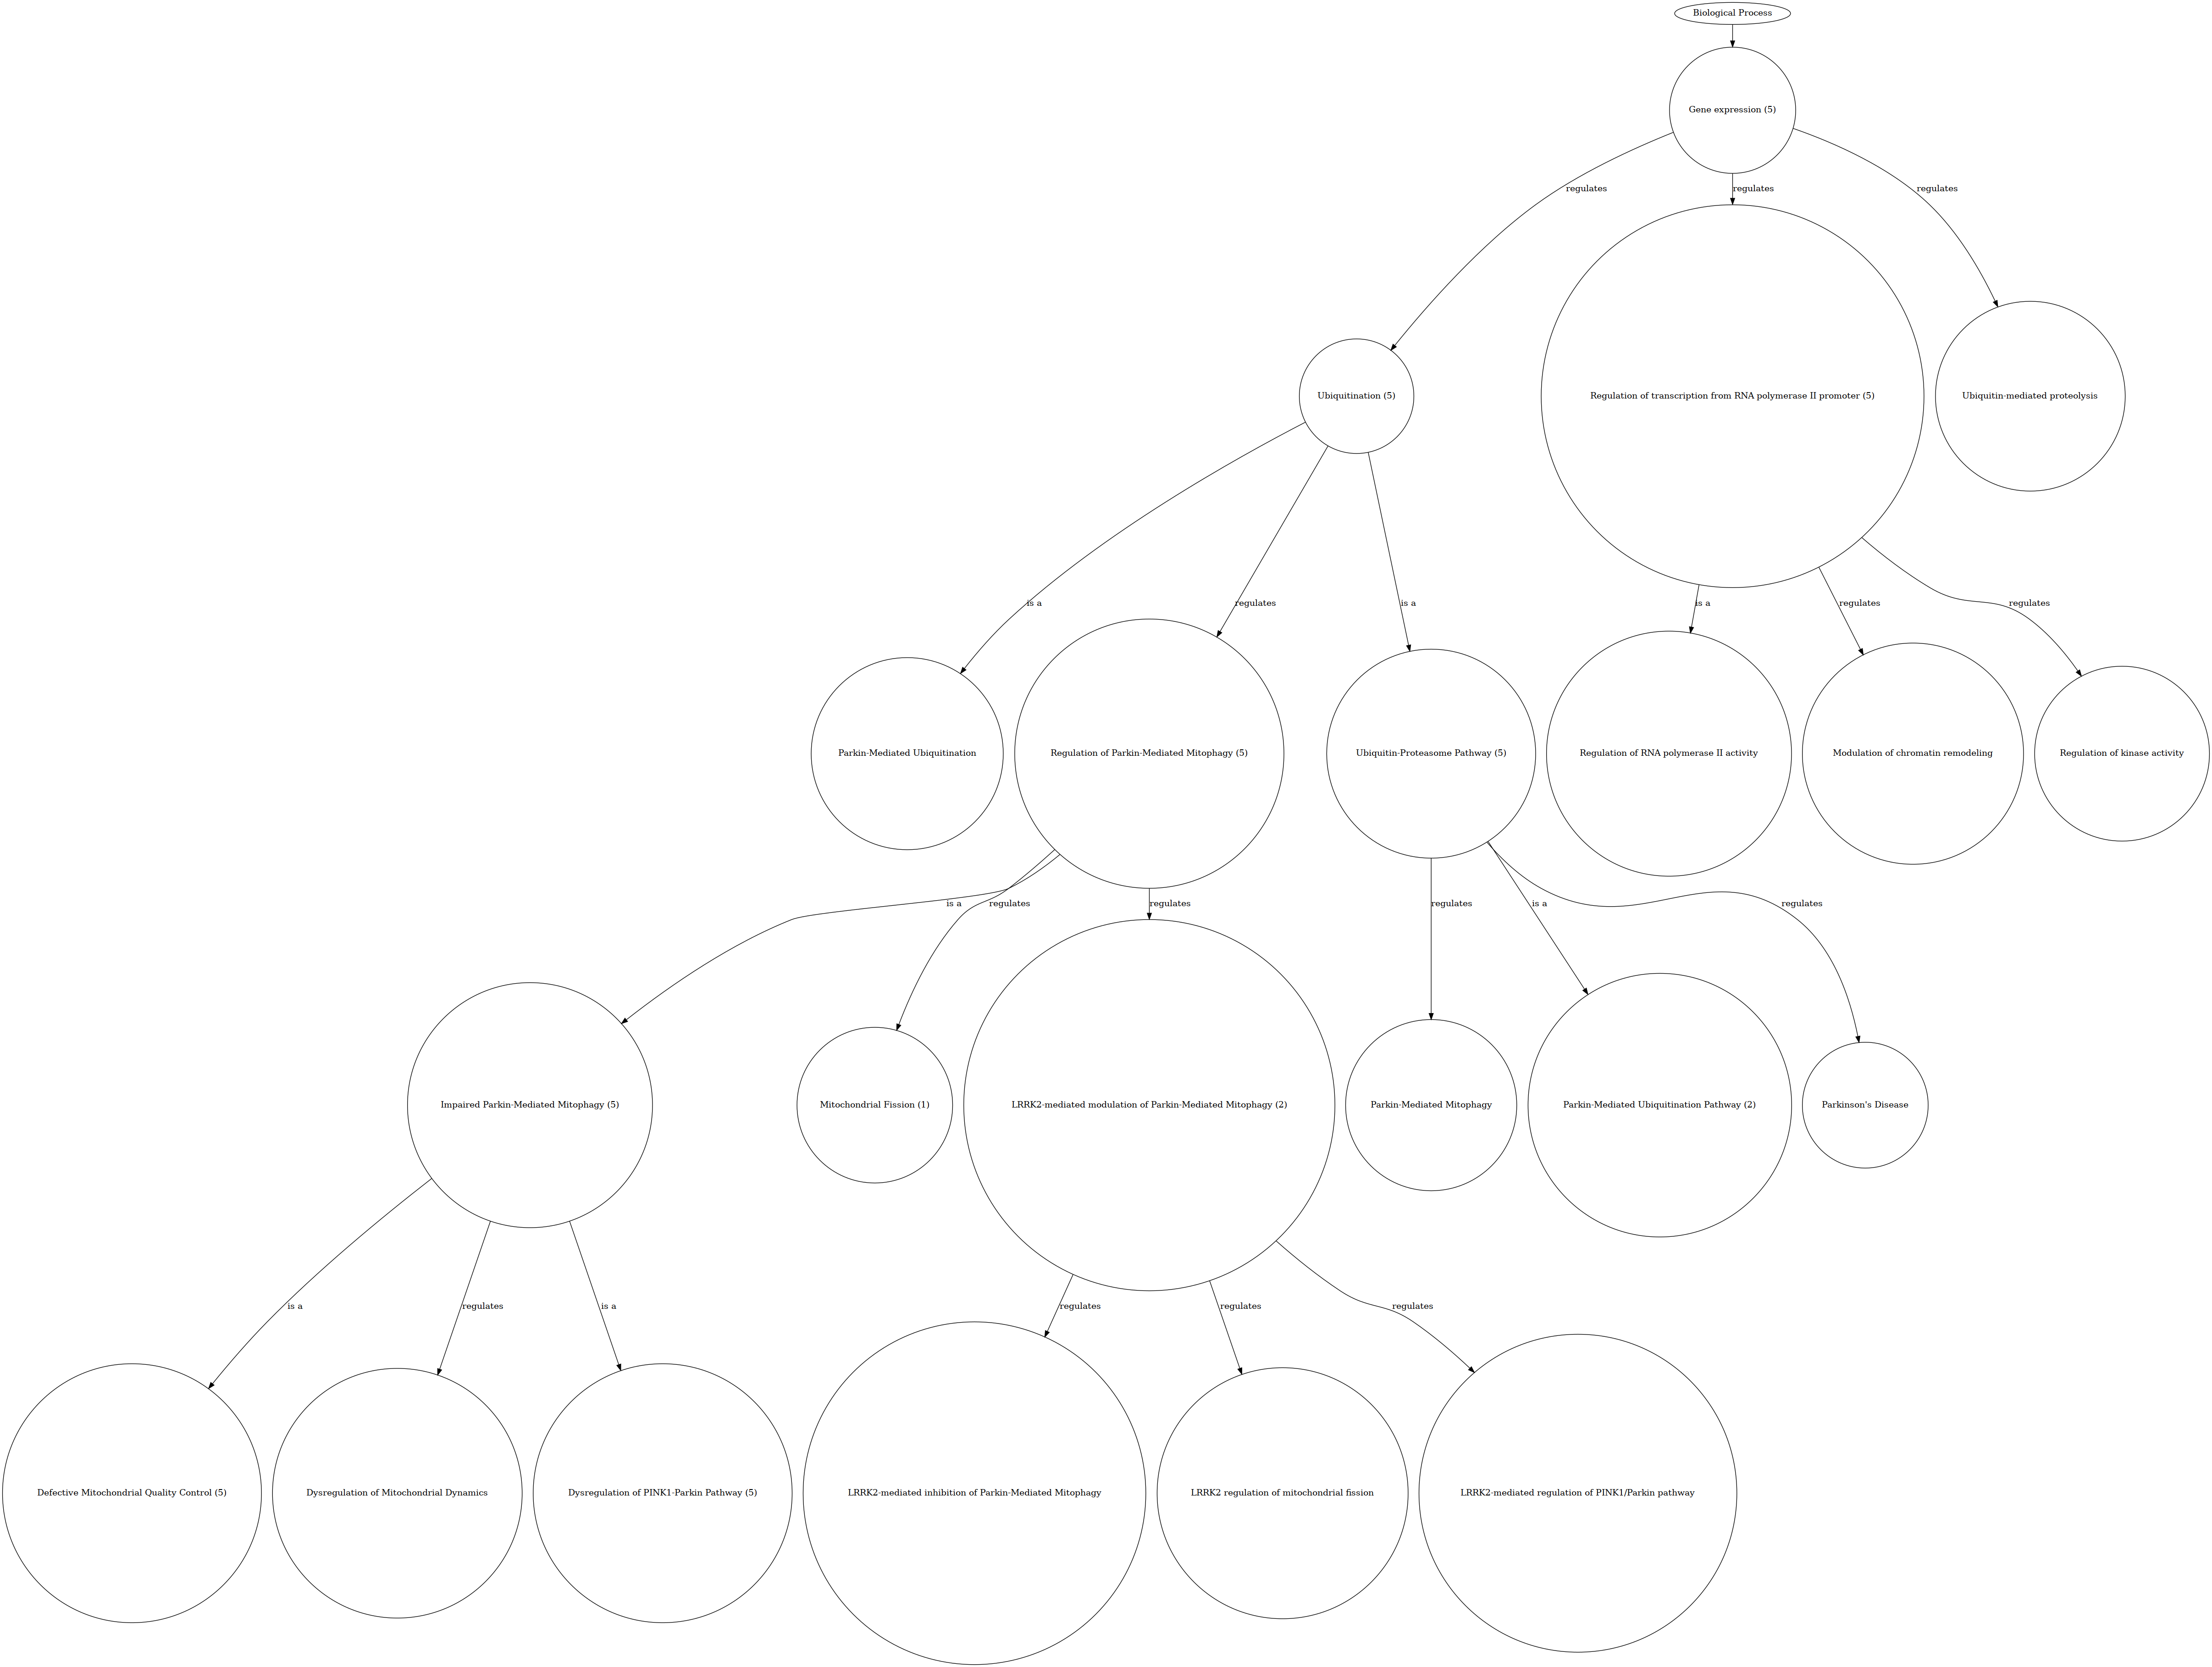 Biological Process
Gene expression (5)
regulates
regulates
regulates
Ubiquitination (5)
Regulation of transcription from RNA polymerase II promoter (5)
Ubiquitin-mediated proteolysis
is a
regulates
is a
is a
regulates
regulates
Parkin-Mediated Ubiquitination
Regulation of Parkin-Mediated Mitophagy (5)
Ubiquitin-Proteasome Pathway (5)
Regulation of RNA polymerase II activity
Modulation of chromatin remodeling
Regulation of kinase activity
is a
regulates
regulates
regulates
is a
regulates
Impaired Parkin-Mediated Mitophagy (5)
Mitochondrial Fission (1)
LRRK2-mediated modulation of Parkin-Mediated Mitophagy (2)
Parkin-Mediated Mitophagy
Parkin-Mediated Ubiquitination Pathway (2)
Parkinson's Disease
is a
regulates
is a
regulates
regulates
regulates
Defective Mitochondrial Quality Control (5)
Dysregulation of Mitochondrial Dynamics
Dysregulation of PINK1-Parkin Pathway (5)
LRRK2-mediated inhibition of Parkin-Mediated Mitophagy
LRRK2 regulation of mitochondrial fission
LRRK2-mediated regulation of PINK1/Parkin pathway